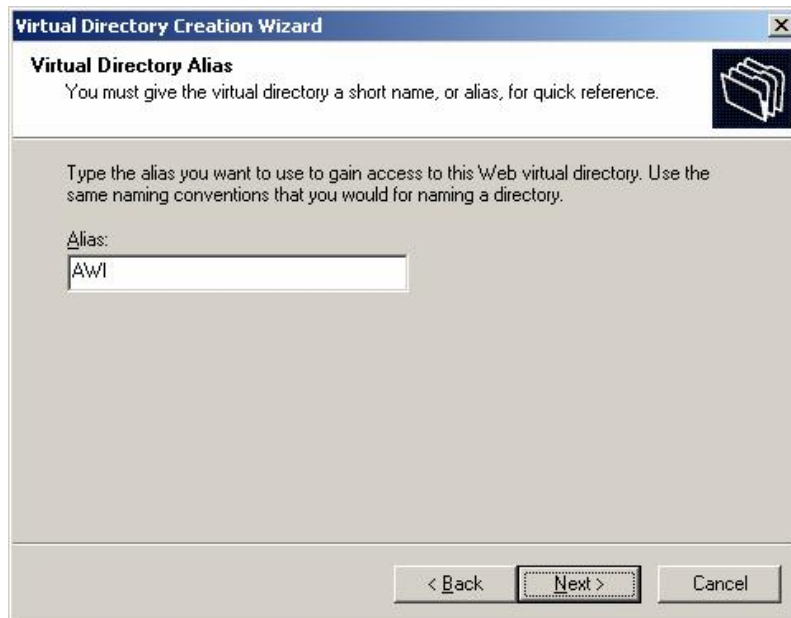 Virtual Directory Creation Wizard
Virtual Directory Alias
You must give the virtual directory a short name, or alias, for quick reference.
Type the alias you want to use to gain access to this Web virtual directory. Use the
same naming conventions that you would for naming a directory.
Alias:
AWI
< Back Next > Cancel